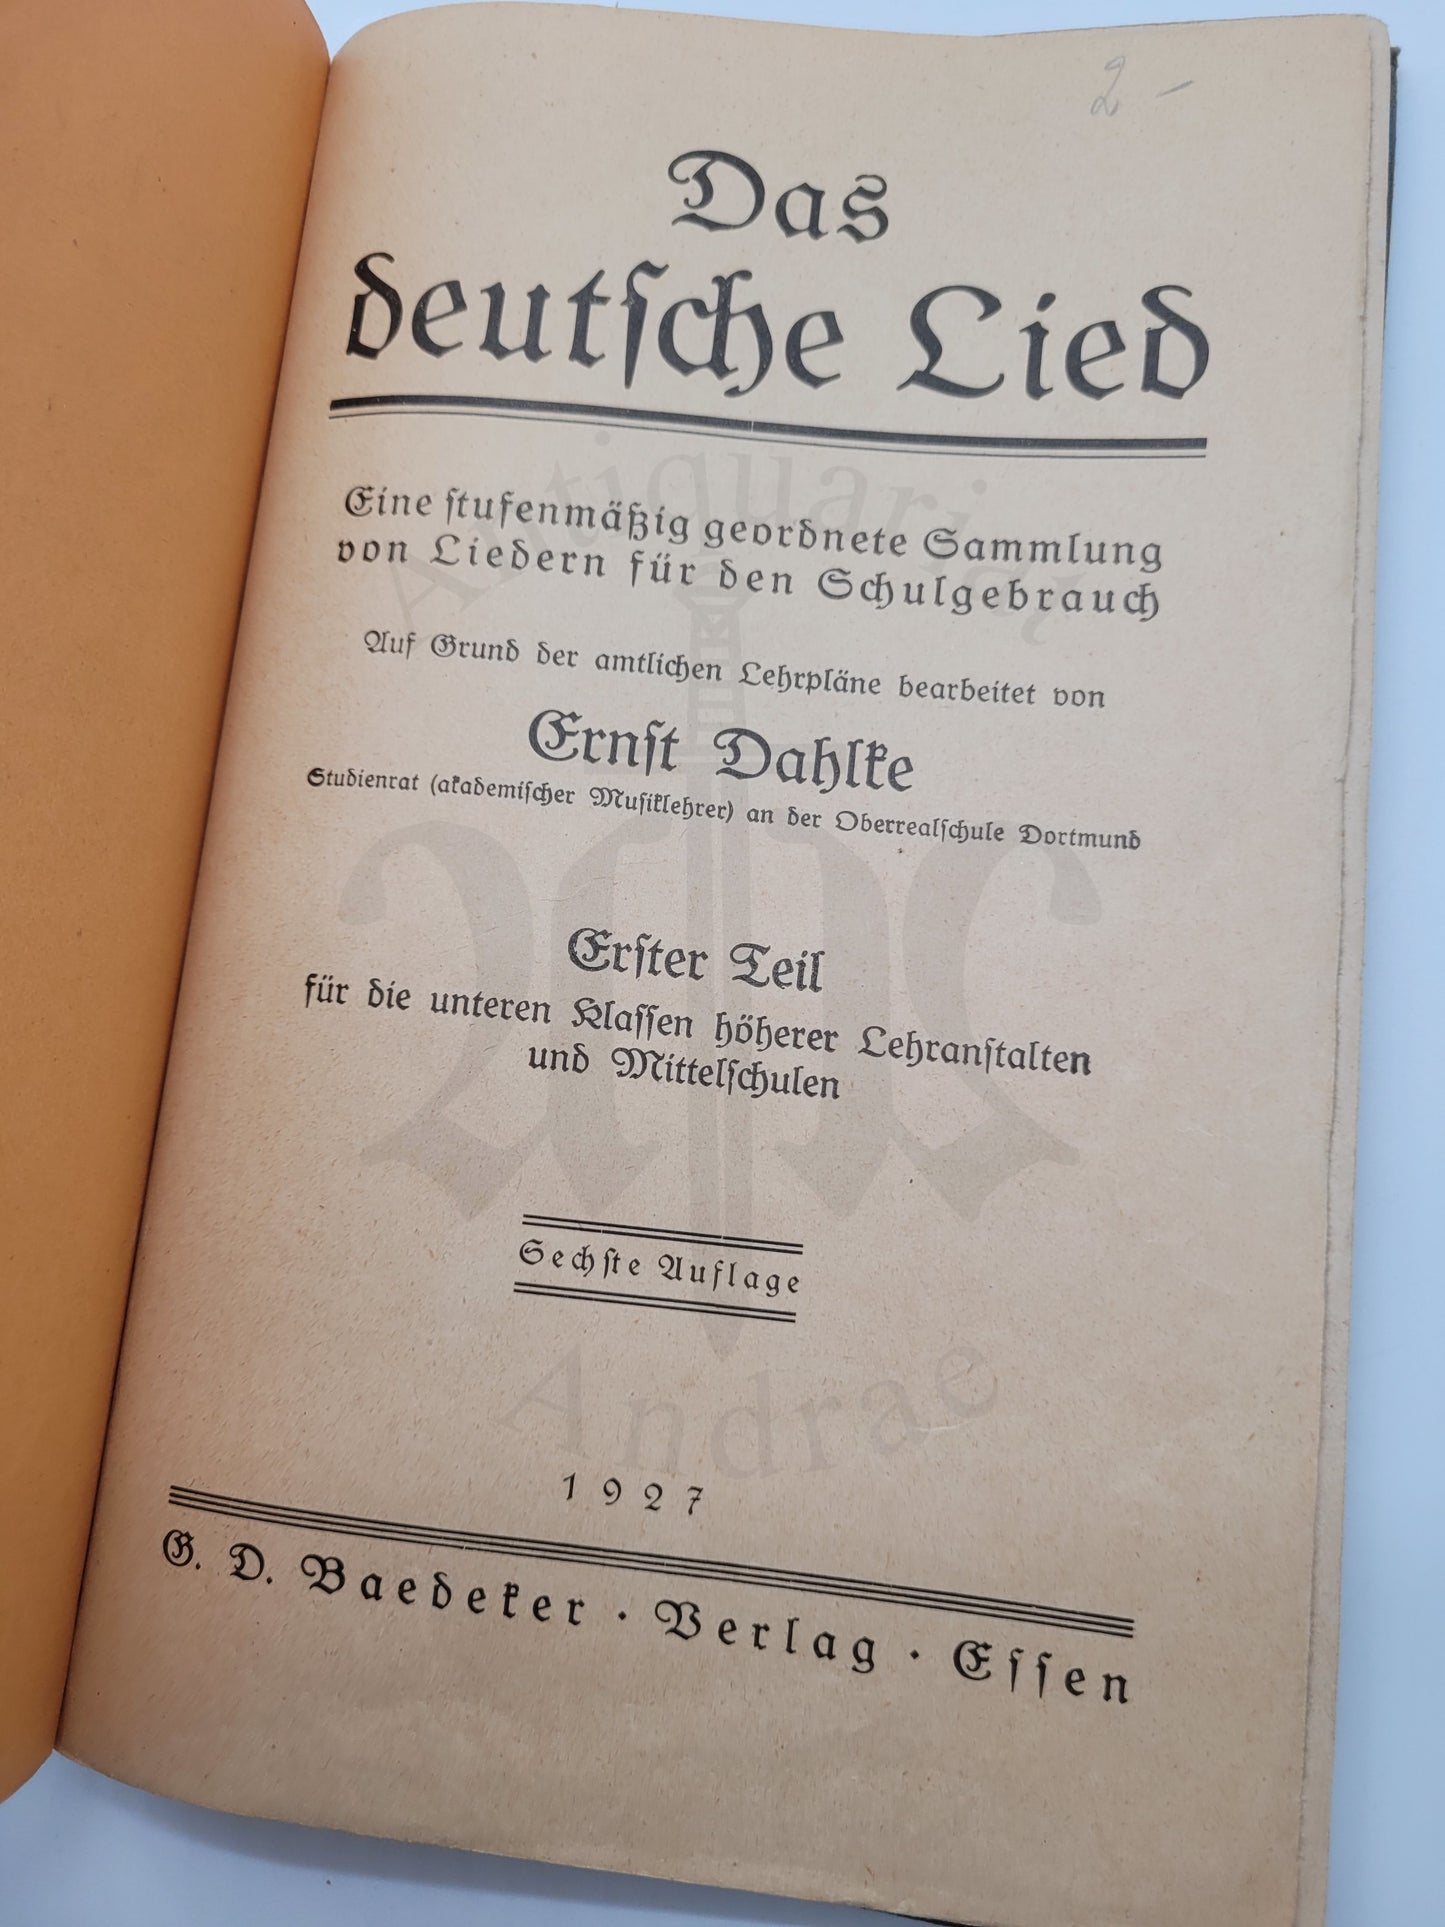 2 –
Das
deutsche Lied
Eine stufenmäßig geordnete Sammlung
von Liedern für den Schulgebrauch
Auf Grund der amtlichen Lehrpläne bearbeitet von
Ernst Dahlke
Studienrat (akademischer Musiklehrer) an der Oberrealschule Dortmund
Erster Teil
für die unteren Klassen höherer Lehranstalten
und Mittelschulen
Sechste Auflage
1927
G. D. Baedeker · Verlag · Essen
Antiquariat
Andrae